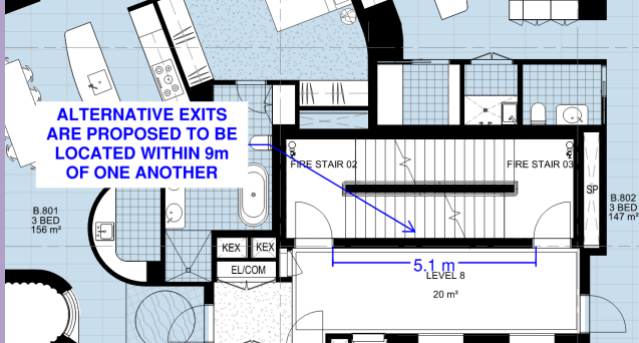 ALTERNATIVE EXITS
ARE PROPOSED TO BE
LOCATED WITHIN 9m
OF ONE ANOTHER
FIRE STAIR 02
FIRE STAIR 03
SP
B.801
3 BED
156 m²
B.802
3 BED
147 m²
KEX
KEX
EL/COM
5.1 m
LEVEL 8
20 m²